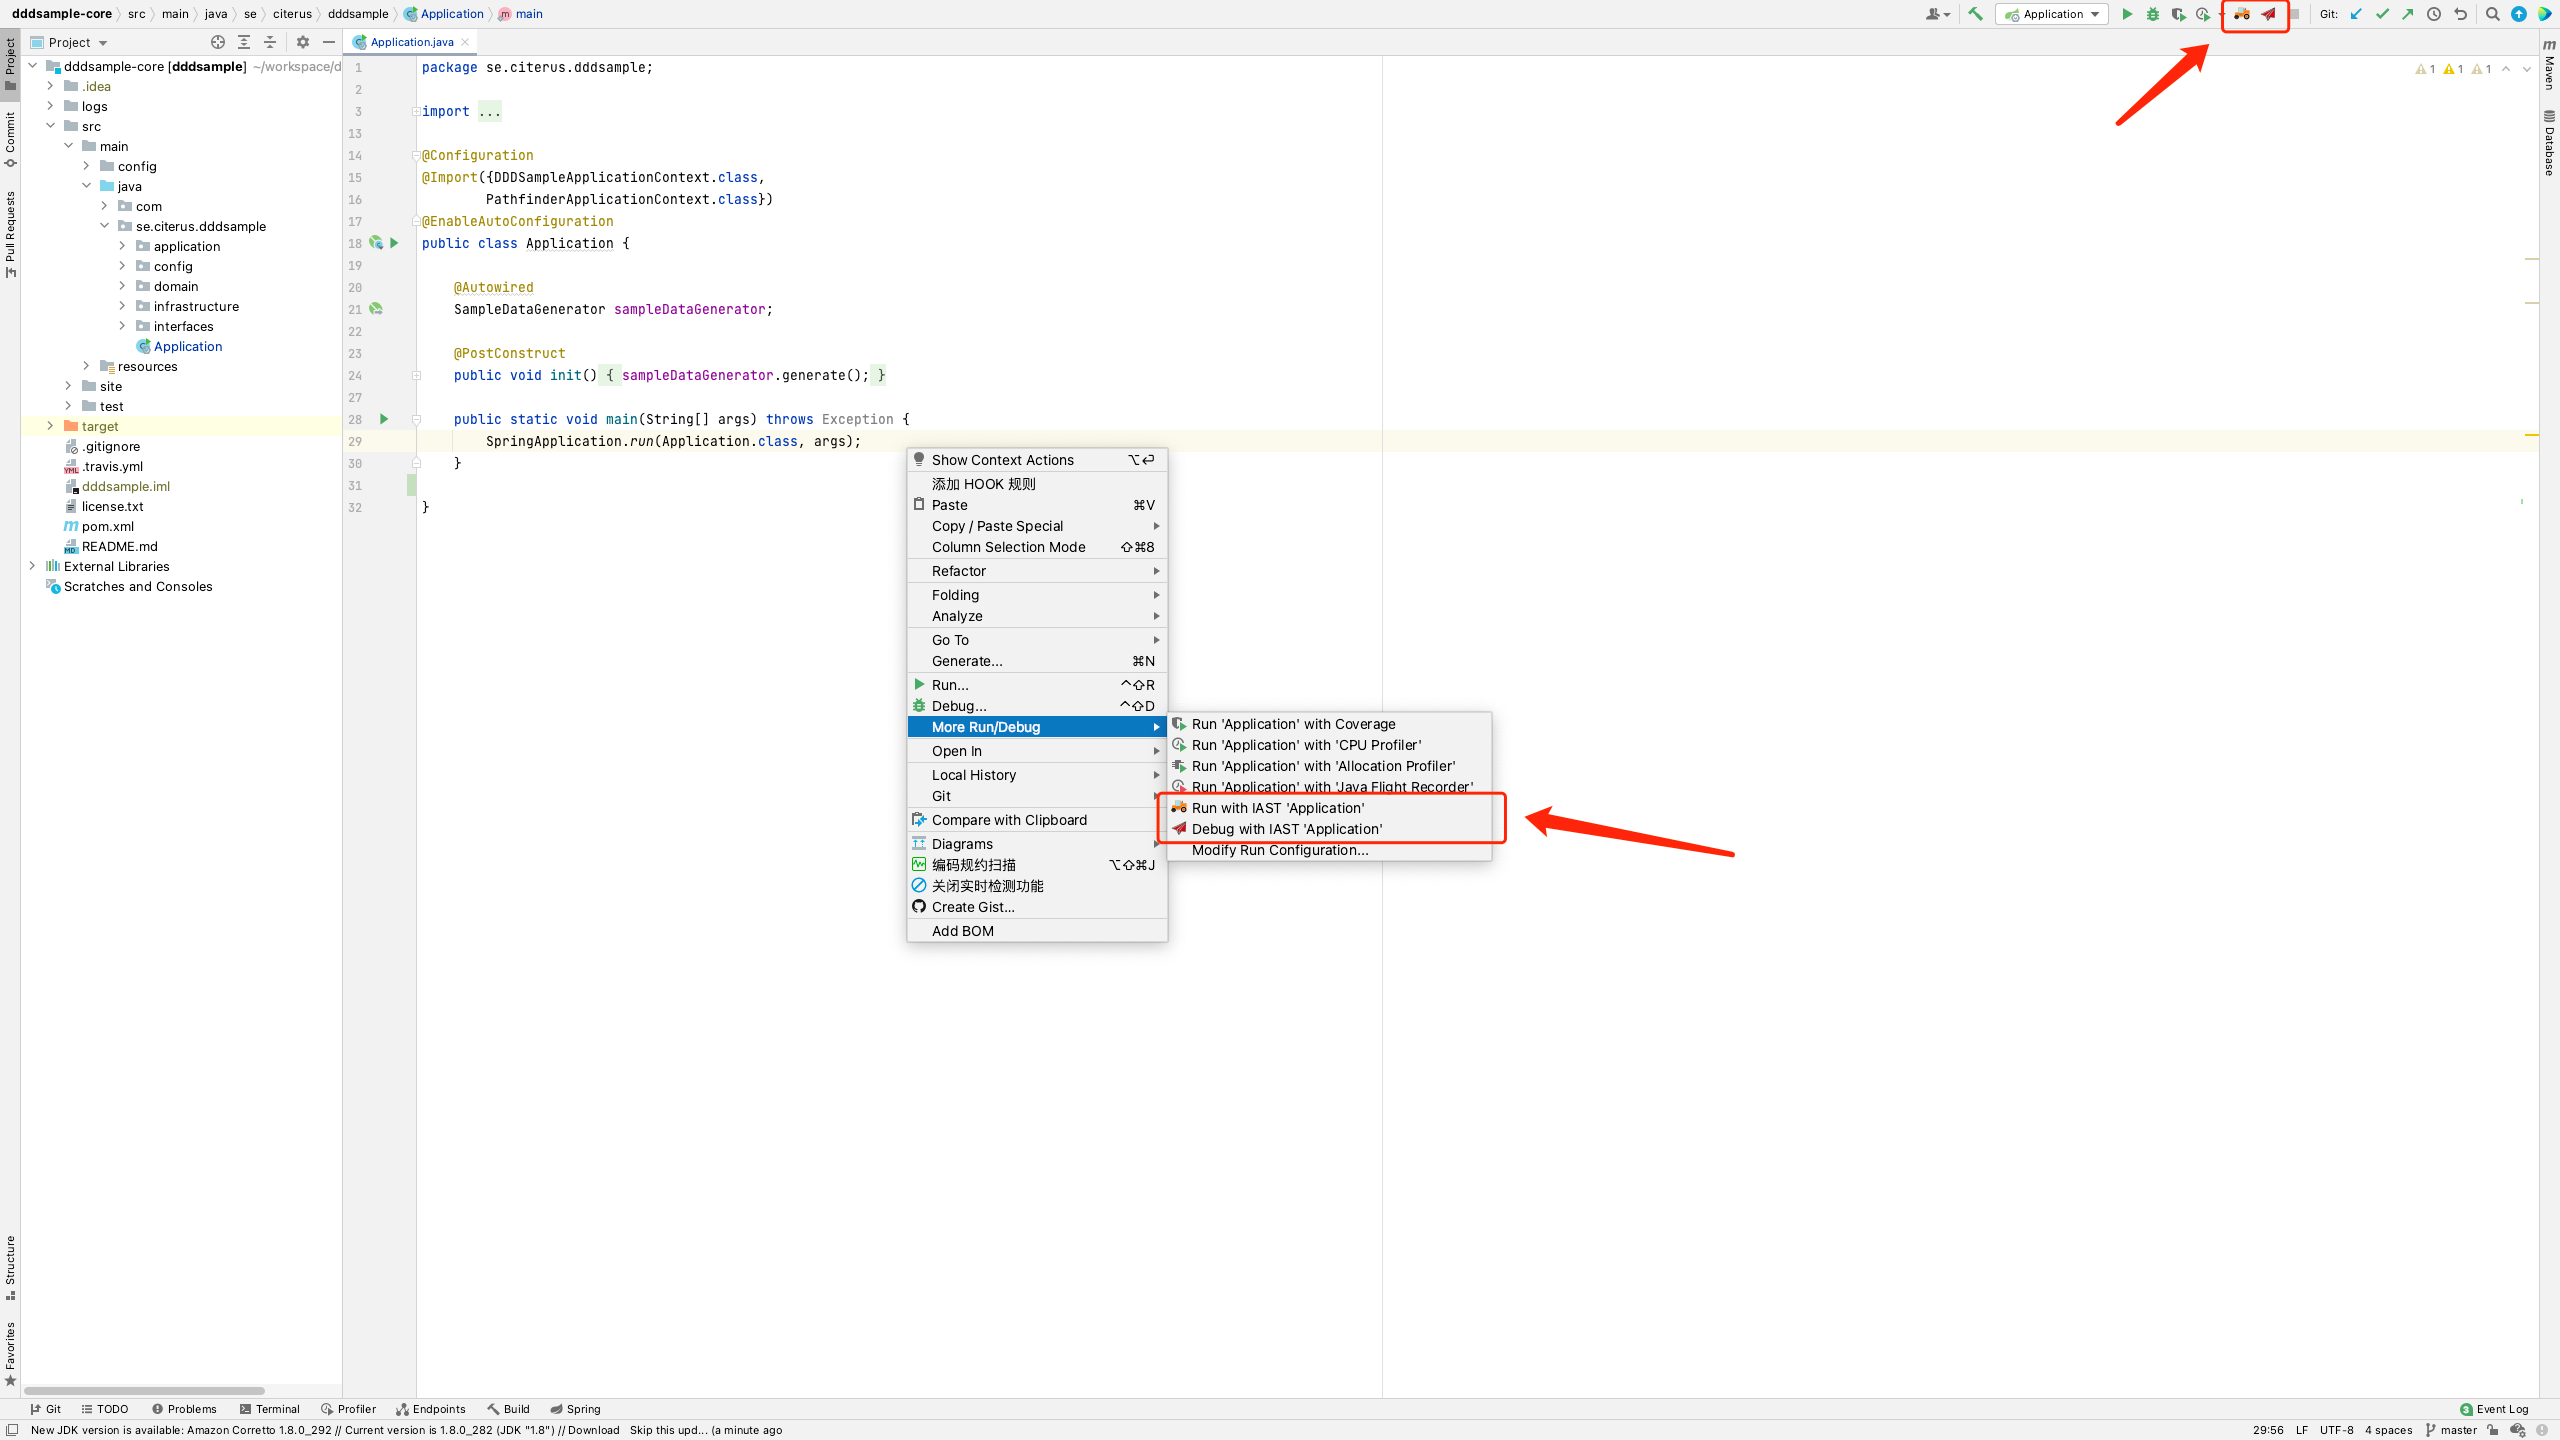 dddsample-core › src › main › java › se › citerus › dddsample › Application › main
Application
Git:
Project
Application.java
Project
Commit
Pull Requests
Structure
Favorites
dddsample-core [dddsample] ~/workspace/d
.idea
logs
src
main
config
java
com
se.citerus.dddsample
application
config
domain
infrastructure
interfaces
Application
resources
site
test
target
.gitignore
.travis.yml
dddsample.iml
license.txt
pom.xml
README.md
External Libraries
Scratches and Consoles
1 package se.citerus.dddsample;
2
3 import ...
13
14 @Configuration
15 @Import({DDDSampleApplicationContext.class,
16 PathfinderApplicationContext.class})
17 @EnableAutoConfiguration
18 public class Application {
19
20 @Autowired
21 SampleDataGenerator sampleDataGenerator;
22
23 @PostConstruct
24 public void init() { sampleDataGenerator.generate(); }
27
28 public static void main(String[] args) throws Exception {
29 SpringApplication.run(Application.class, args);
30 }
31
32 }
1 1 1
Maven
Database
Show Context Actions ⌥⏎
添加 HOOK 规则
Paste ⌘V
Copy / Paste Special
Column Selection Mode ⇧⌘8
Refactor
Folding
Analyze
Go To
Generate... ⌘N
Run... ^⇧R
Debug... ^⇧D
More Run/Debug
Open In
Local History
Git
Compare with Clipboard
Diagrams
编码规约扫描 ⌥⇧⌘J
关闭实时检测功能
Create Gist...
Add BOM
Run 'Application' with Coverage
Run 'Application' with 'CPU Profiler'
Run 'Application' with 'Allocation Profiler'
Run 'Application' with 'Java Flight Recorder'
Run with IAST 'Application'
Debug with IAST 'Application'
Modify Run Configuration...
Git TODO Problems Terminal Profiler Endpoints Build Spring
3 Event Log
New JDK version is available: Amazon Corretto 1.8.0_292 // Current version is 1.8.0_282 (JDK "1.8") // Download Skip this upd... (a minute ago
29:56 LF UTF-8 4 spaces master